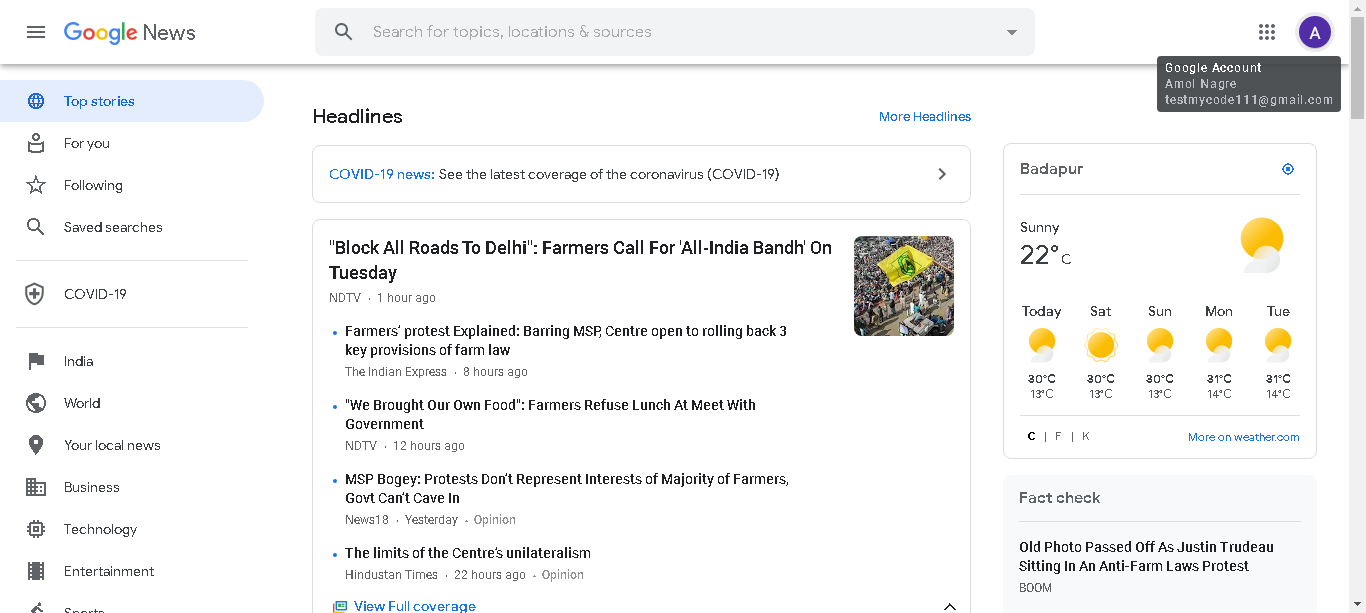 Google News
Search for topics, locations & sources
A
Google Account
Amol Nagre
testmycode111@gmail.com
Top stories
For you
Following
Saved searches
COVID-19
India
World
Your local news
Business
Technology
Entertainment
Sports
Headlines
More Headlines
COVID-19 news: See the latest coverage of the coronavirus (COVID-19)
"Block All Roads To Delhi": Farmers Call For 'All-India Bandh' On
Tuesday
NDTV · 1 hour ago
Farmers’ protest Explained: Barring MSP, Centre open to rolling back 3
key provisions of farm law
The Indian Express · 8 hours ago
"We Brought Our Own Food": Farmers Refuse Lunch At Meet With
Government
NDTV · 12 hours ago
MSP Bogey: Protests Don’t Represent Interests of Majority of Farmers,
Govt Can’t Cave In
News18 · Yesterday · Opinion
The limits of the Centre’s unilateralism
Hindustan Times · 22 hours ago · Opinion
View Full coverage
Badapur
Sunny
22°C
Today Sat Sun Mon Tue
30°C 30°C 30°C 31°C 31°C
13°C 13°C 13°C 14°C 14°C
C | F | K
More on weather.com
Fact check
Old Photo Passed Off As Justin Trudeau
Sitting In An Anti-Farm Laws Protest
BOOM